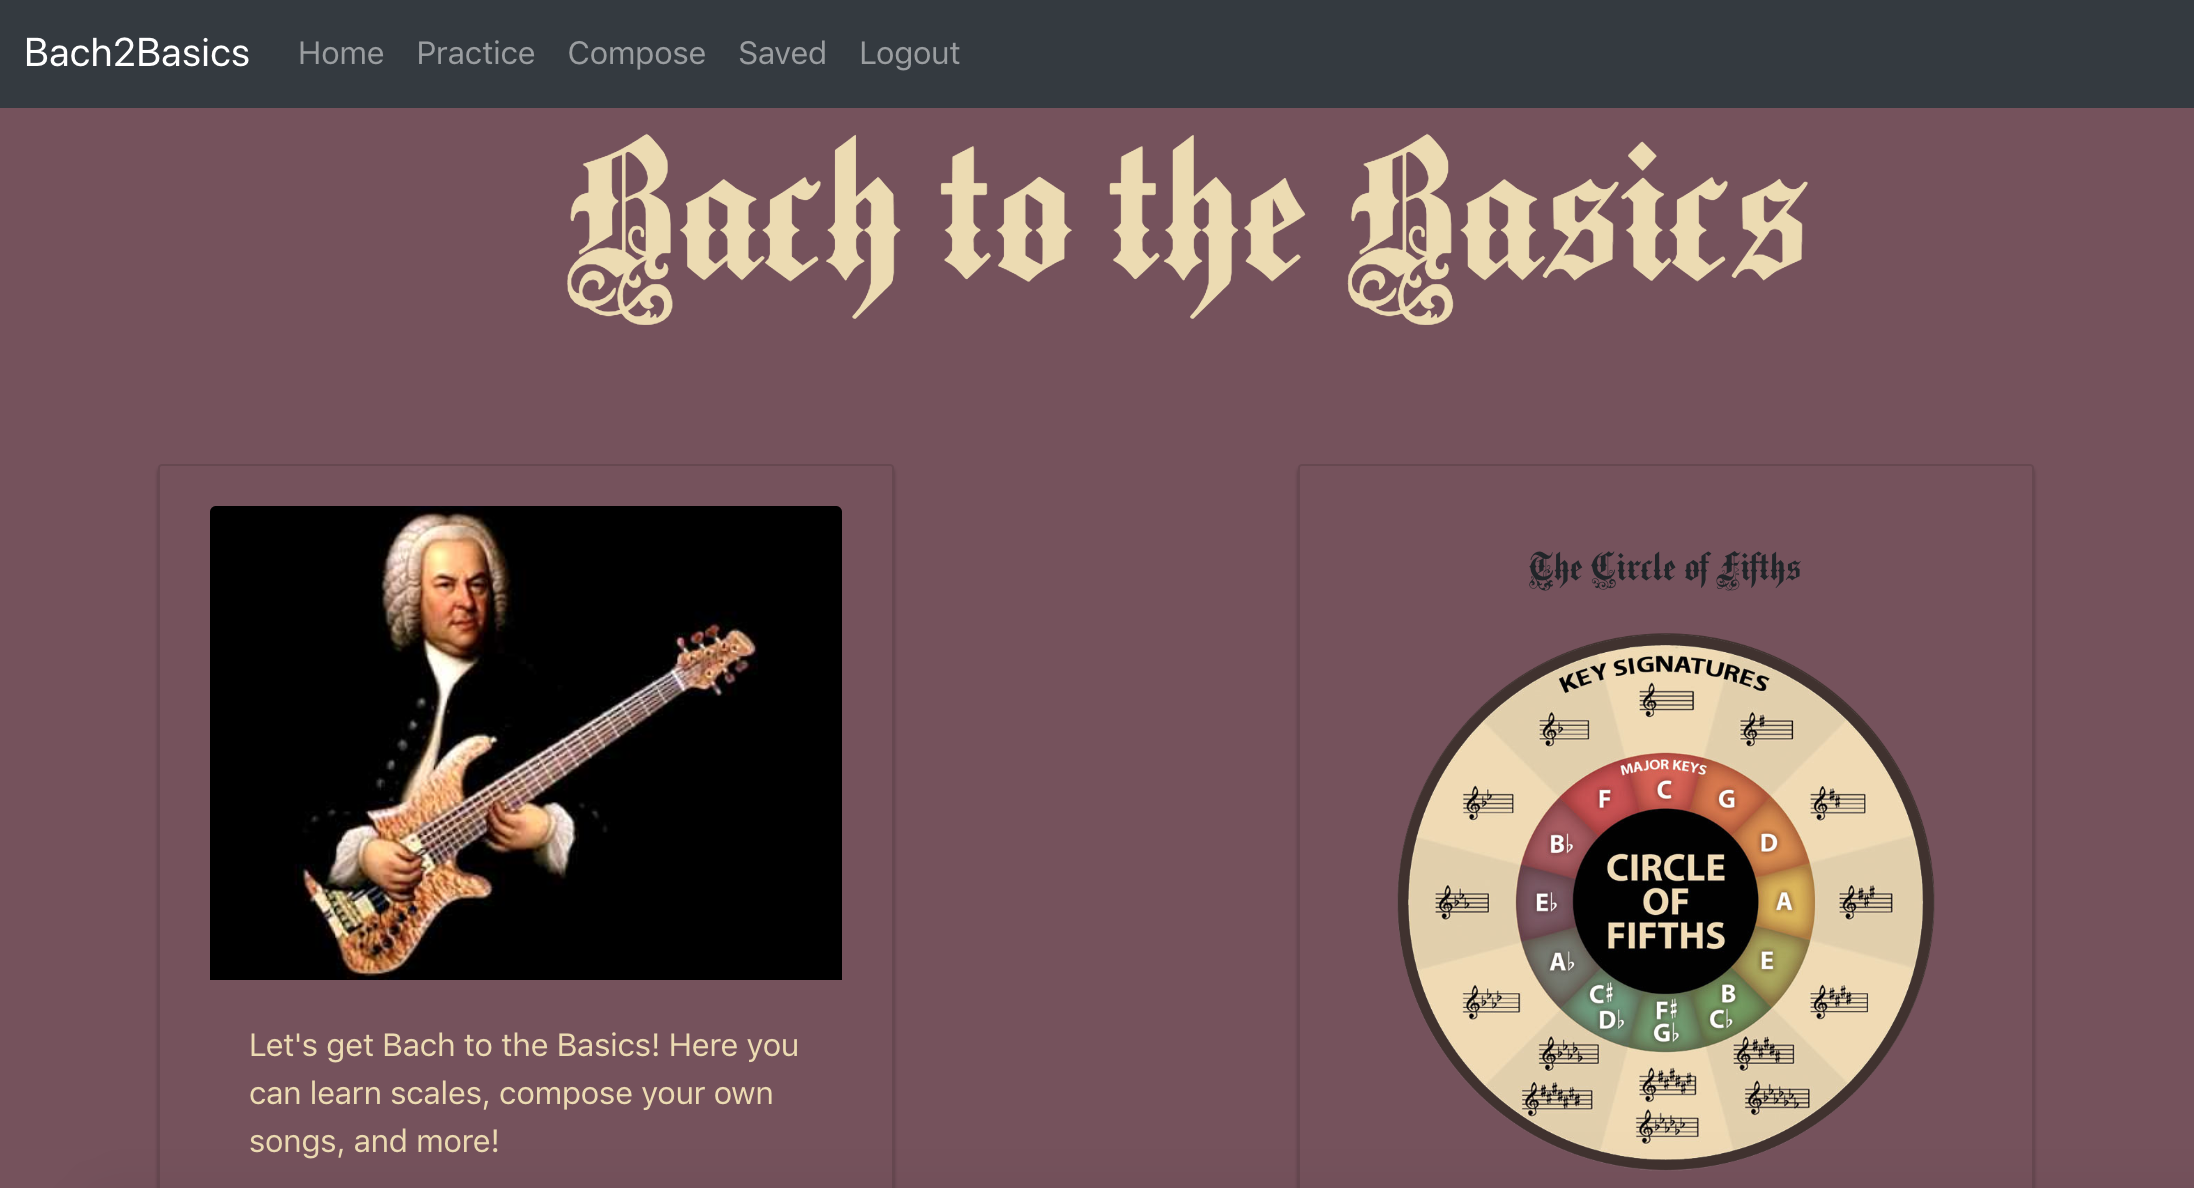 Bach2Basics Home Practice Compose Saved Logout
Bach to the Basics
Let's get Bach to the Basics! Here you
can learn scales, compose your own
songs, and more!
The Circle of Fifths
KEY SIGNATURES
MAJOR KEYS
C
G
D
A
E
B
C♭
F♯
G♭
C♯
D♭
A♭
E♭
B♭
F
CIRCLE
OF
FIFTHS